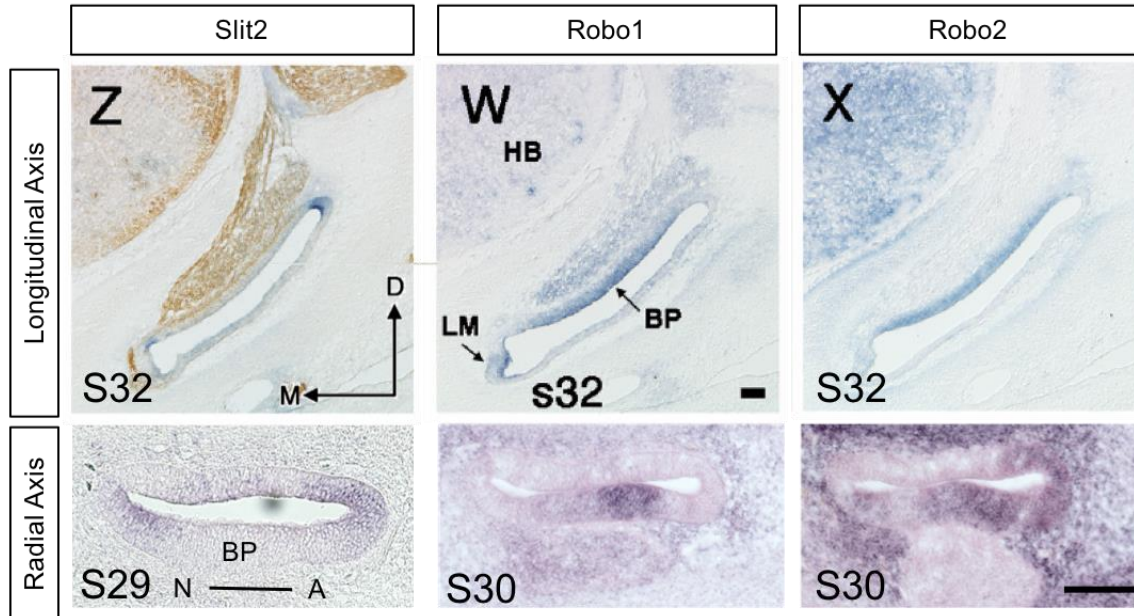 Slit2
Robo1
Robo2
Longitudinal Axis
Z
W
X
HB
D
BP
LM
M
S32
s32
S32
Radial Axis
BP
N A
S29
S30
S30